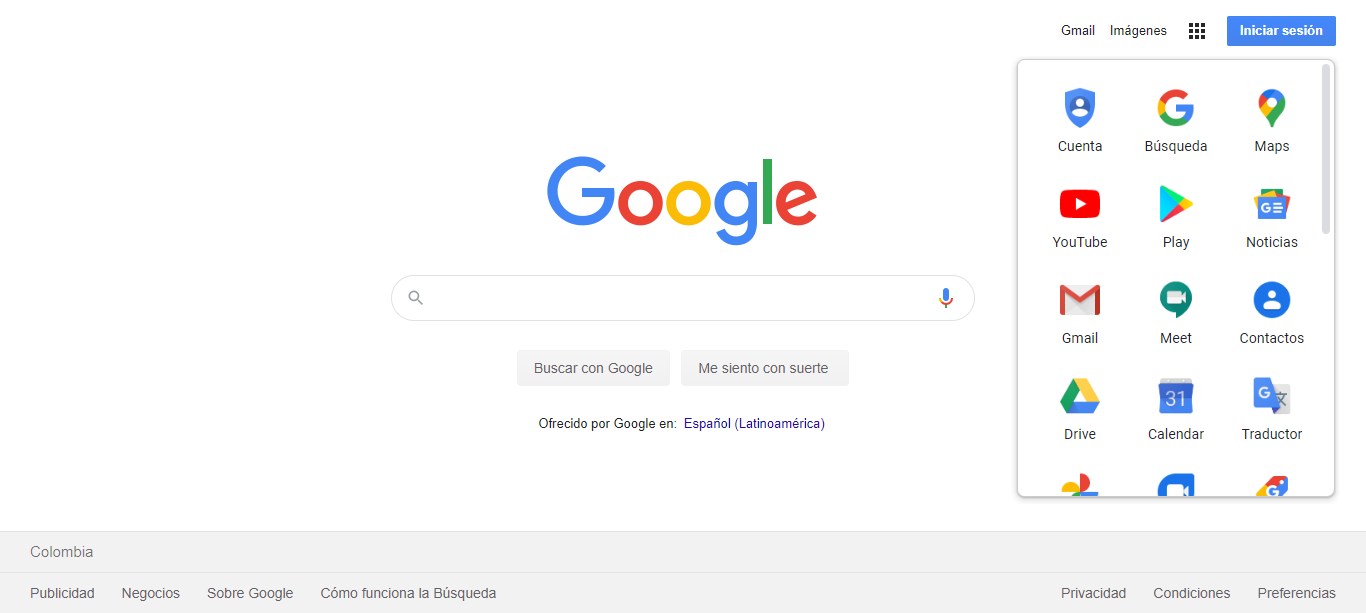 Gmail Imágenes Iniciar sesión
Cuenta Búsqueda Maps
Google
YouTube Play Noticias
Gmail Meet Contactos
Buscar con Google Me siento con suerte
31
Ofrecido por Google en: Español (Latinoamérica)
Drive Calendar Traductor
Colombia
Publicidad Negocios Sobre Google Cómo funciona la Búsqueda Privacidad Condiciones Preferencias